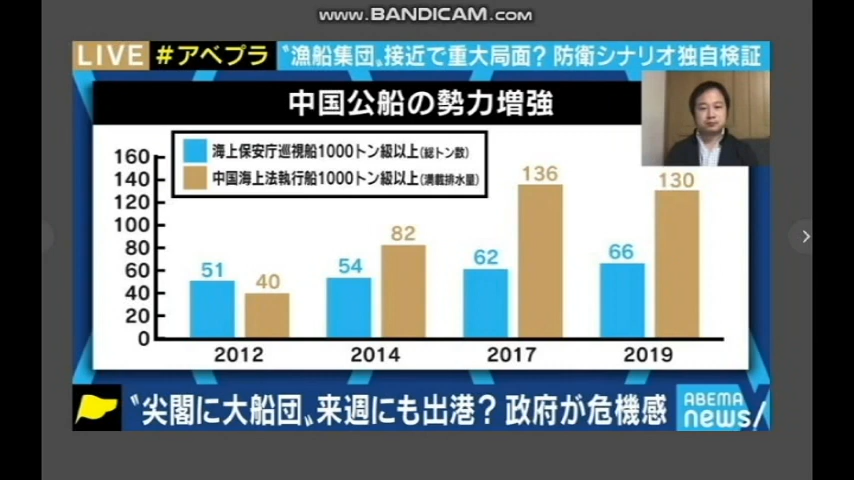 www.BANDICAM.com
LIVE #アベプラ 〝漁船集団〟接近で重大局面？ 防衛シナリオ独自検証
中国公船の勢力増強
海上保安庁巡視船1000トン級以上(総トン数)
中国海上法執行船1000トン級以上(満載排水量)
160
140
120
100
80
60
40
20
0
51
40
54
82
62
136
66
130
2012
2014
2017
2019
〝尖閣に大船団〟来週にも出港？ 政府が危機感
ABEMA
news/